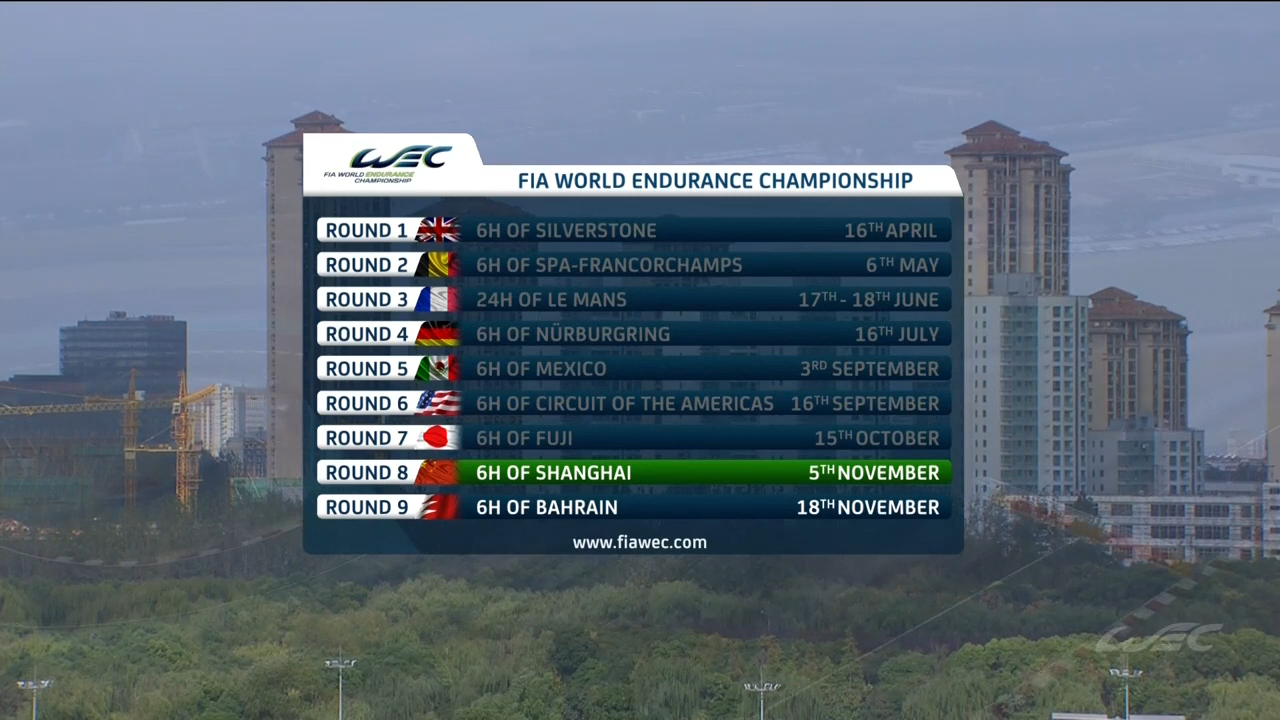 WEC
FIA WORLD ENDURANCE
CHAMPIONSHIP
FIA WORLD ENDURANCE CHAMPIONSHIP
ROUND 1 6H OF SILVERSTONE 16TH APRIL
ROUND 2 6H OF SPA-FRANCORCHAMPS 6TH MAY
ROUND 3 24H OF LE MANS 17TH - 18TH JUNE
ROUND 4 6H OF NÜRBURGRING 16TH JULY
ROUND 5 6H OF MEXICO 3RD SEPTEMBER
ROUND 6 6H OF CIRCUIT OF THE AMERICAS 16TH SEPTEMBER
ROUND 7 6H OF FUJI 15TH OCTOBER
ROUND 8 6H OF SHANGHAI 5TH NOVEMBER
ROUND 9 6H OF BAHRAIN 18TH NOVEMBER
www.fiawec.com
WEC